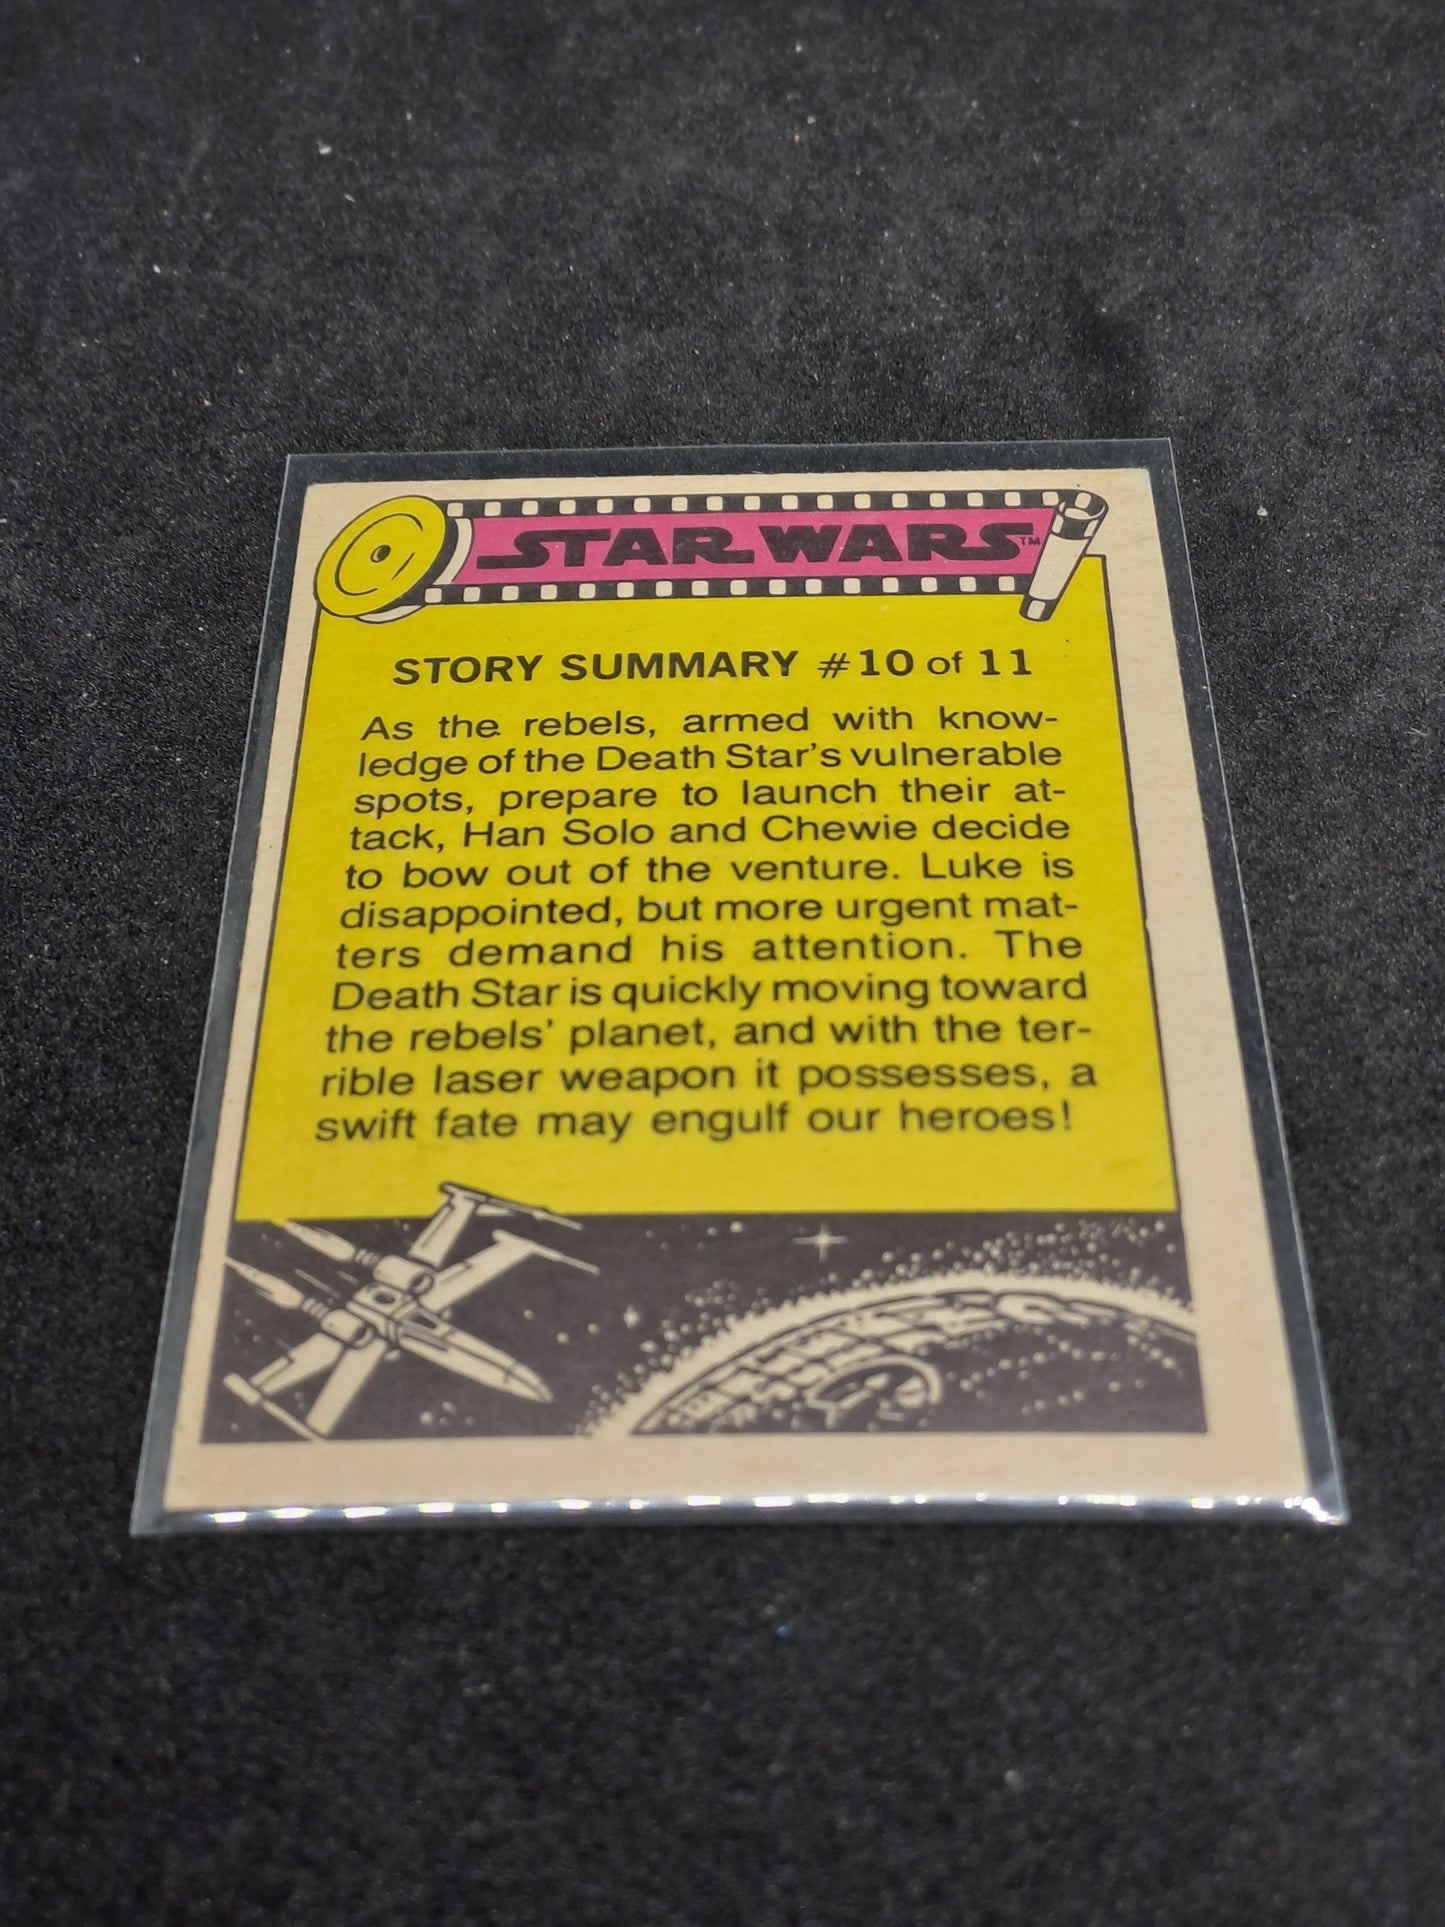 STAR WARS™
STORY SUMMARY #10 of 11
As the rebels, armed with know-
ledge of the Death Star's vulnerable
spots, prepare to launch their at-
tack, Han Solo and Chewie decide
to bow out of the venture. Luke is
disappointed, but more urgent mat-
ters demand his attention. The
Death Star is quickly moving toward
the rebels' planet, and with the ter-
rible laser weapon it possesses, a
swift fate may engulf our heroes!